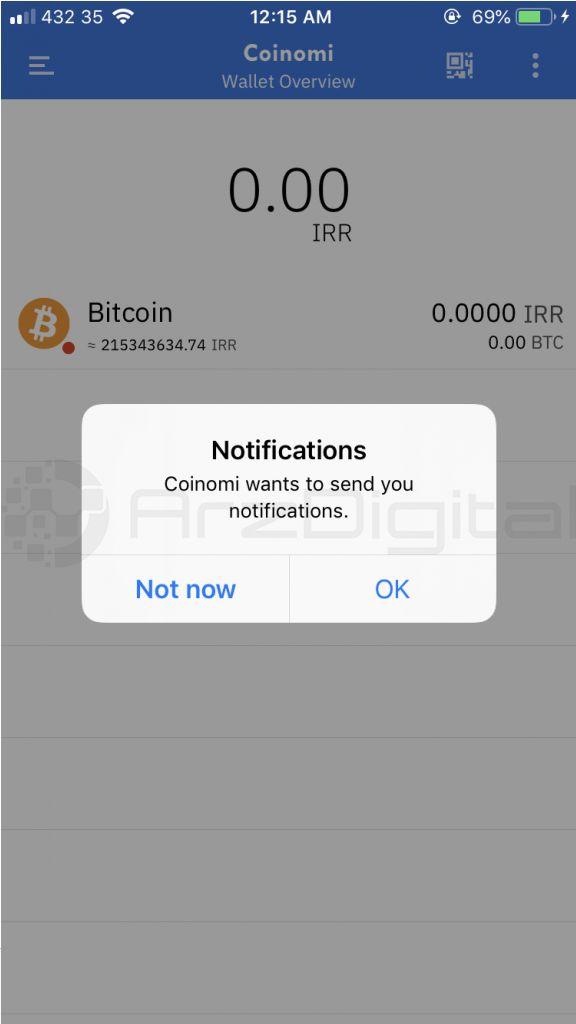 432 35 12:15 AM 69%
Coinomi
Wallet Overview
0.00
IRR
Bitcoin 0.0000 IRR
≈ 215343634.74 IRR 0.00 BTC
Notifications
Coinomi wants to send you
notifications.
ArzDigital
Not now OK